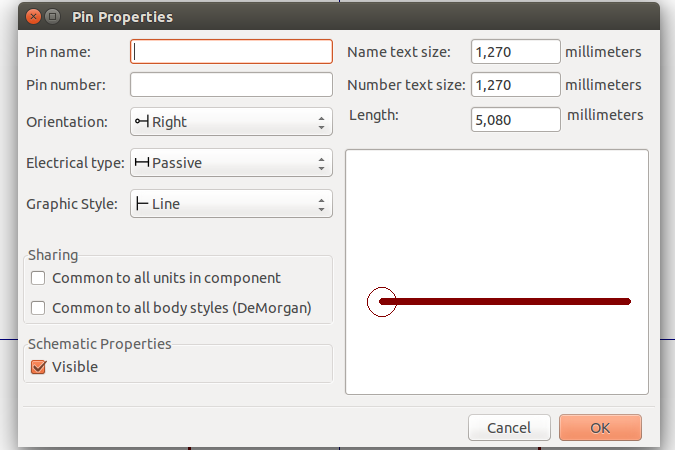 Pin Properties
Pin name:
Name text size: 1,270 millimeters
Pin number:
Number text size: 1,270 millimeters
Orientation: Right
Length: 5,080 millimeters
Electrical type: Passive
Graphic Style: Line
Sharing
Common to all units in component
Common to all body styles (DeMorgan)
Schematic Properties
Visible
Cancel OK